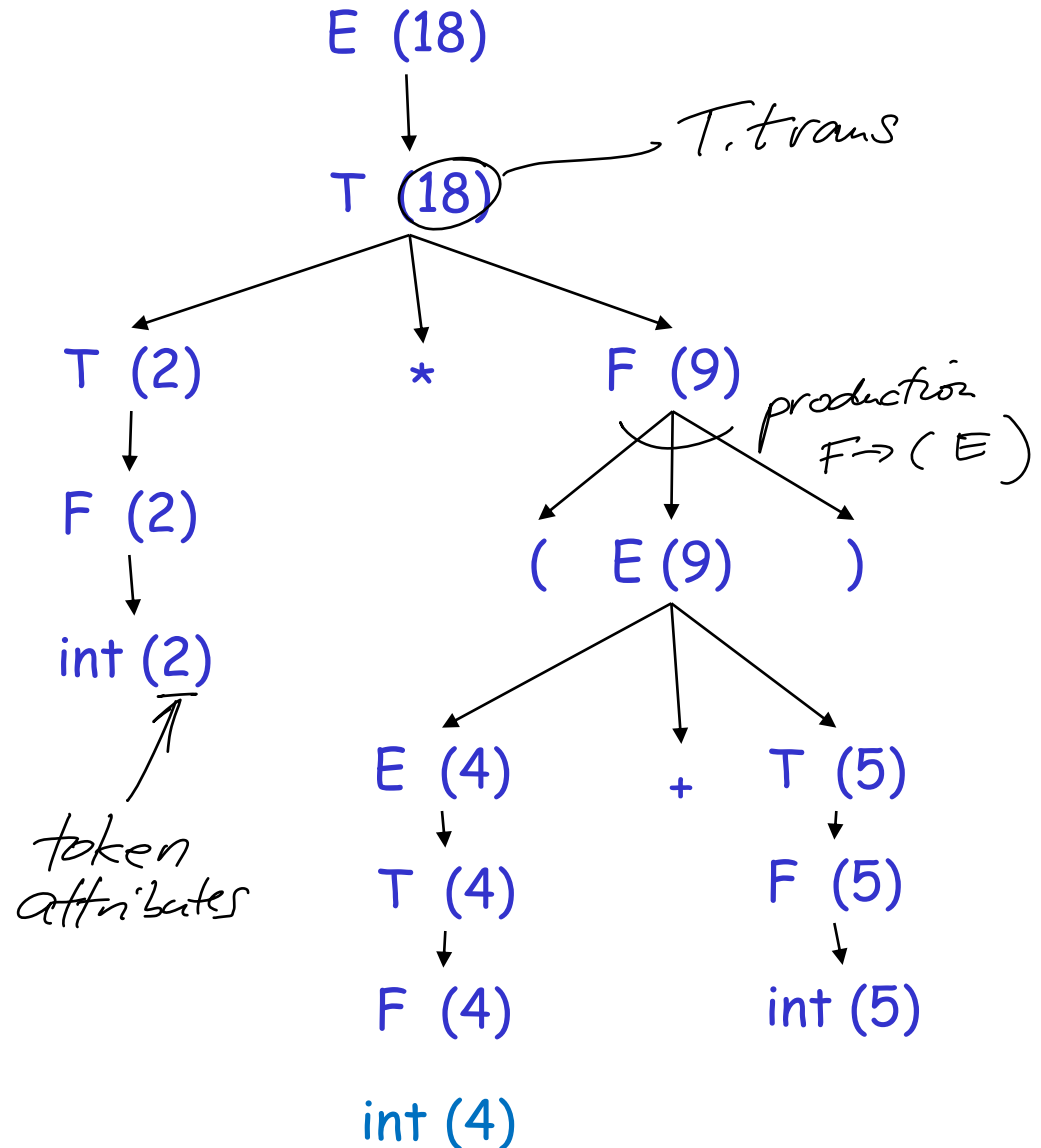 E (18)
T.trans
T (18)
T (2) * F (9)
production
F→( E )
F (2)
( E (9) )
int (2)
E (4) + T (5)
token
attributes
T (4) F (5)
F (4) int (5)
int (4)